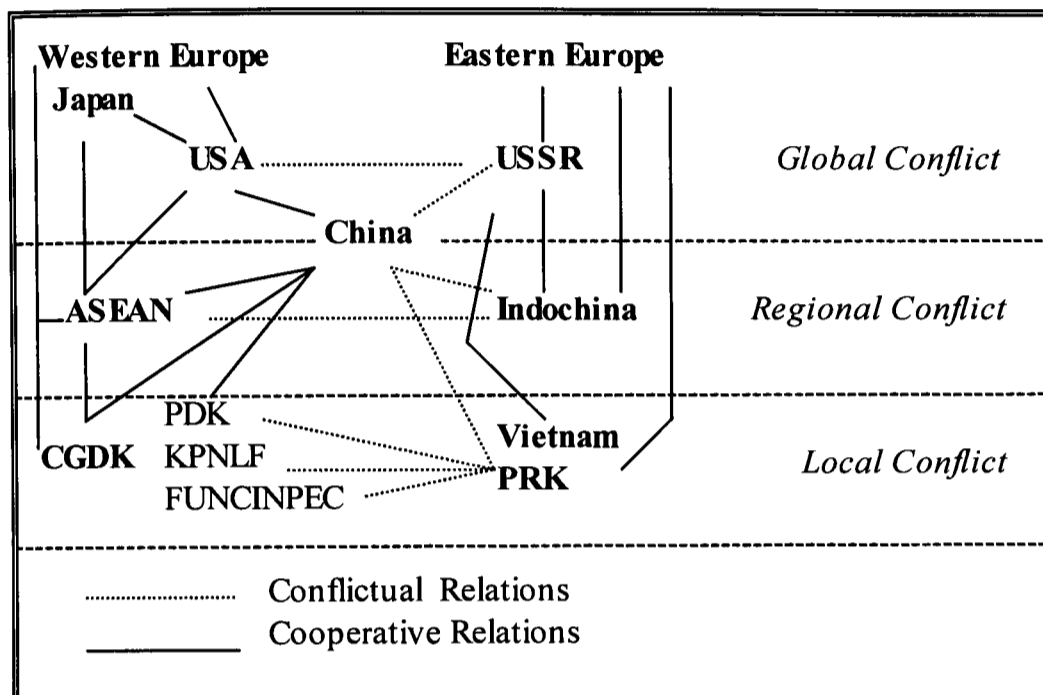 Western Europe Eastern Europe
Japan
USA USSR Global Conflict
China
ASEAN Indochina Regional Conflict
PDK
Vietnam
CGDK KPNLF Local Conflict
PRK
FUNCINPEC
Conflictual Relations
Cooperative Relations